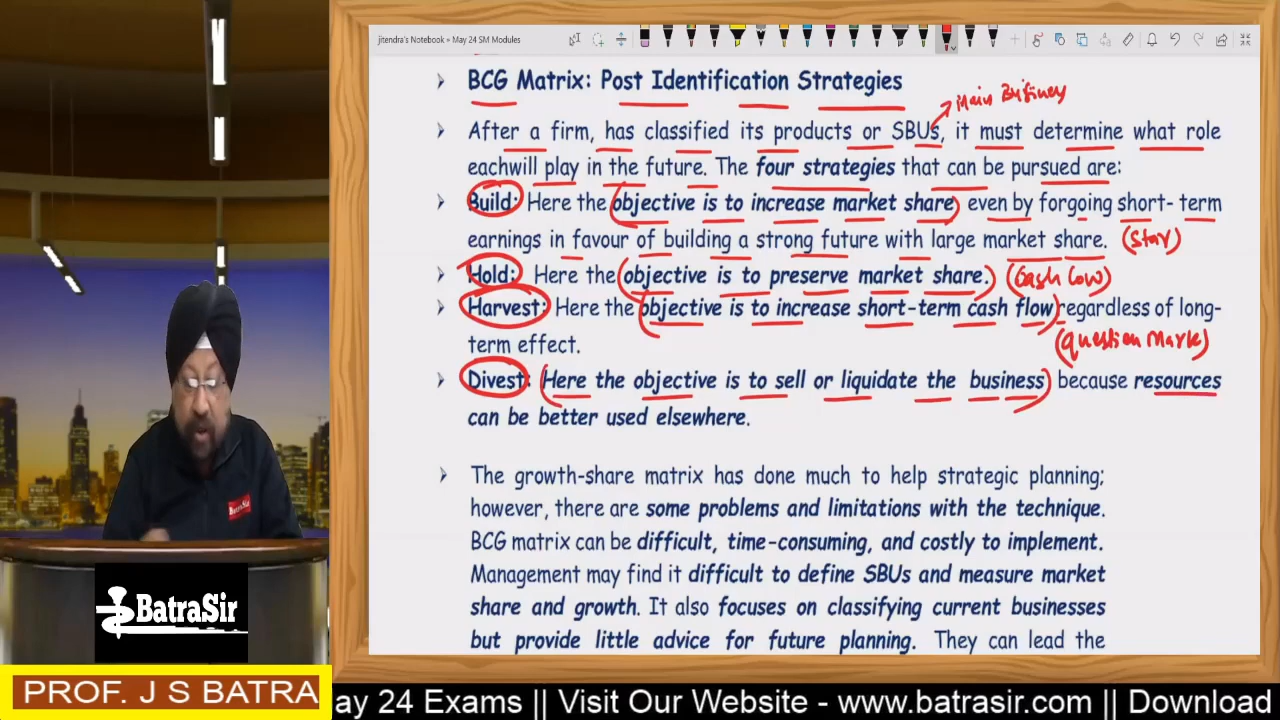 jitendra's Notebook » May 24 SM Modules
BCG Matrix: Post Identification Strategies
Main Business
After a firm, has classified its products or SBUs, it must determine what role
eachwill play in the future. The four strategies that can be pursued are:
Build: Here the objective is to increase market share) even by forgoing short- term
earnings in favour of building a strong future with large market share. (Star)
Hold: Here the (objective is to preserve market share.) (Cash Cow)
Harvest: Here the (objective is to increase short-term cash flow) regardless of long-
term effect. (Question Mark)
Divest: (Here the objective is to sell or liquidate the business) because resources
can be better used elsewhere.
The growth-share matrix has done much to help strategic planning;
however, there are some problems and limitations with the technique.
BCG matrix can be difficult, time-consuming, and costly to implement.
Management may find it difficult to define SBUs and measure market
share and growth. It also focuses on classifying current businesses
but provide little advice for future planning. They can lead the
BatraSir
BatraSir
PROF. J S BATRA
ay 24 Exams || Visit Our Website - www.batrasir.com || Download